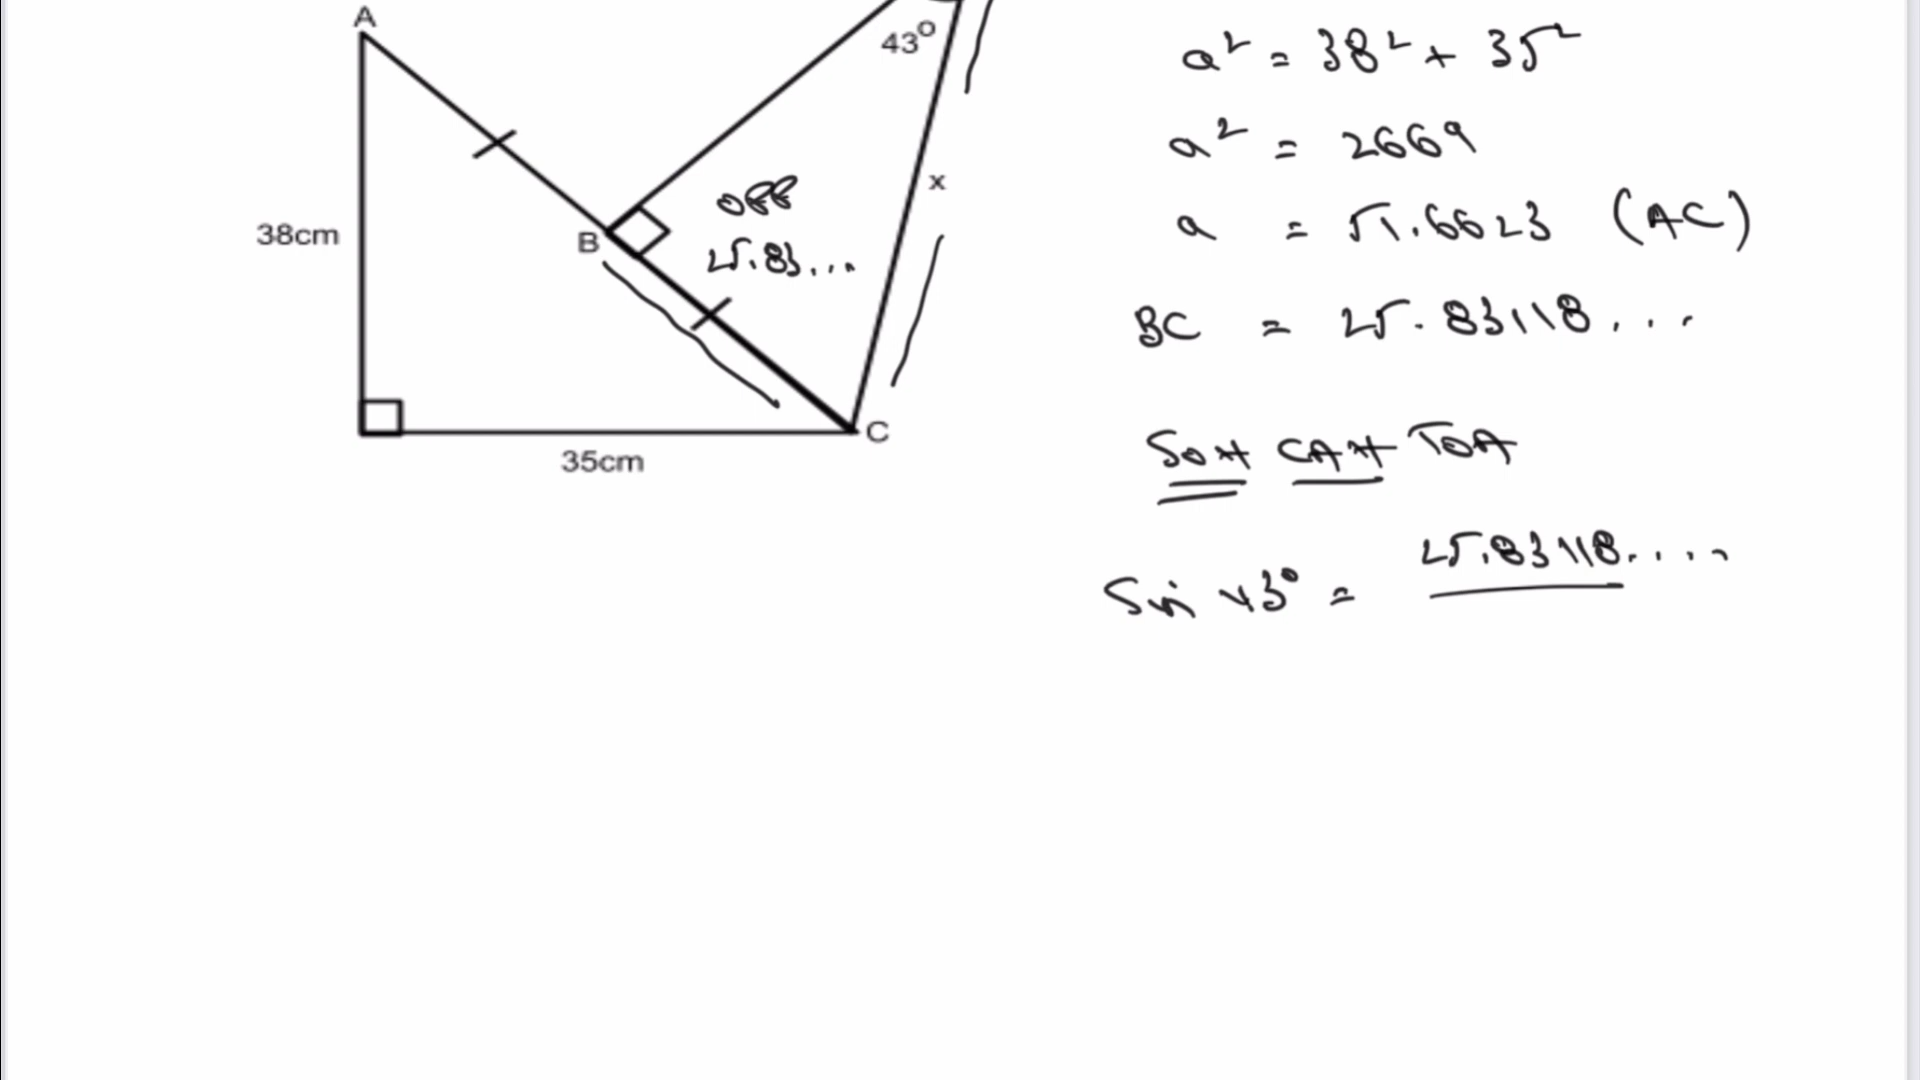 A
43°
a² = 38² + 35²
a² = 2669
x
38cm
B
opp
25.83...
a = 51.6623 (AC)
BC = 25.83118...
C
35cm
SOH CAH TOA
Sin 43° = 25.83118....